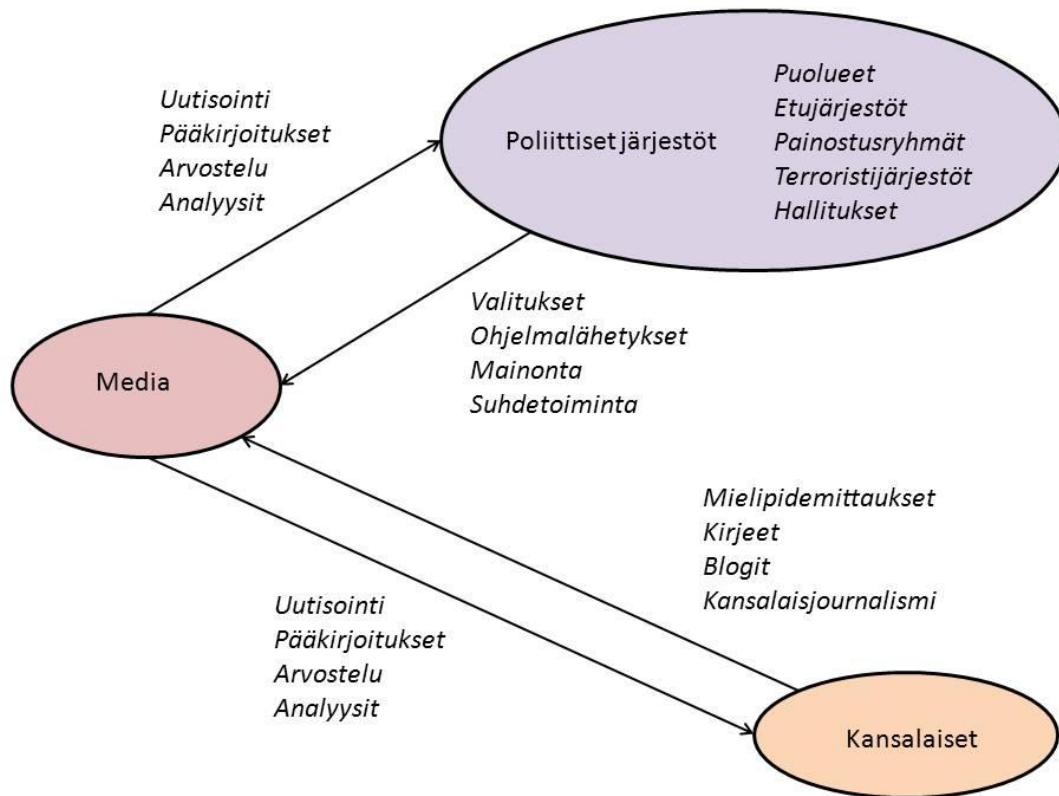 Uutisointi
Pääkirjoitukset
Arvostelu
Analyysit
Poliittiset järjestöt
Puolueet
Etujärjestöt
Painostusryhmät
Terroristijärjestöt
Hallitukset
Valitukset
Ohjelmalähetykset
Mainonta
Suhdetoiminta
Media
Mielipidemittaukset
Kirjeet
Blogit
Kansalaisjournalismi
Uutisointi
Pääkirjoitukset
Arvostelu
Analyysit
Kansalaiset